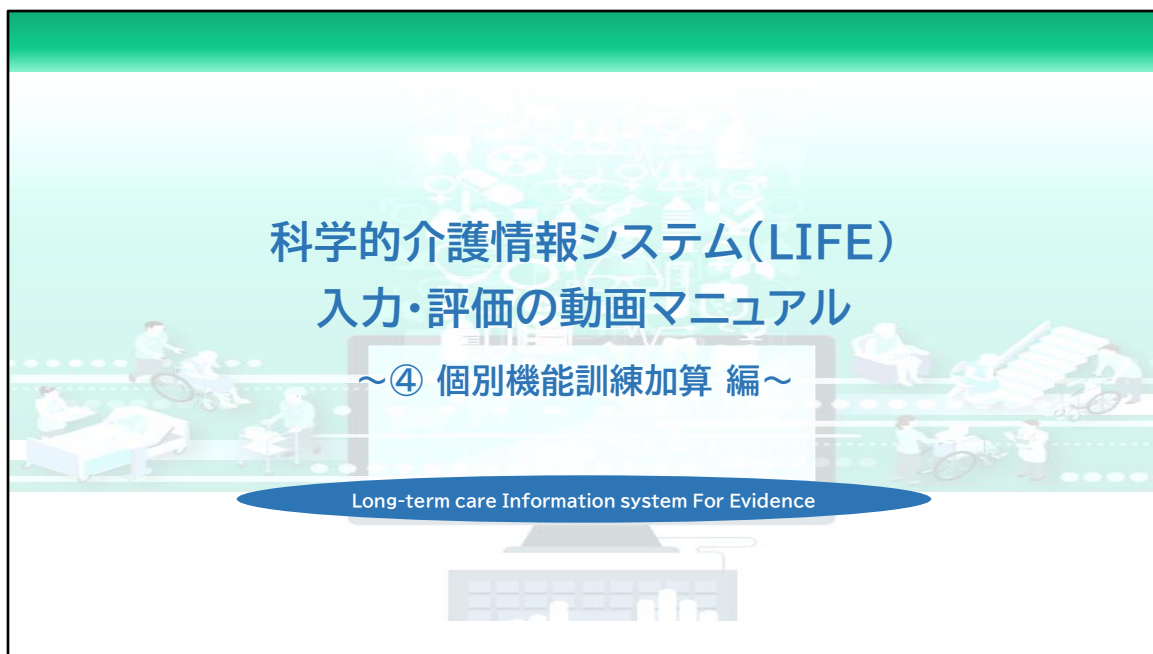 科学的介護情報システム(LIFE)
入力・評価の動画マニュアル
～④ 個別機能訓練加算 編～
Long-term care Information system For Evidence